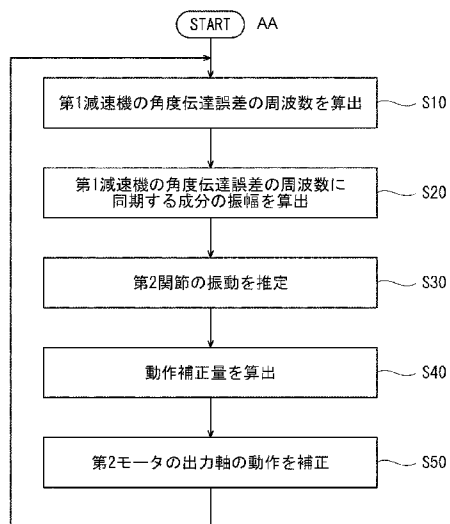 START AA
第1減速機の角度伝達誤差の周波数を算出 S10
第1減速機の角度伝達誤差の周波数に
同期する成分の振幅を算出 S20
第2関節の振動を推定 S30
動作補正量を算出 S40
第2モータの出力軸の動作を補正 S50